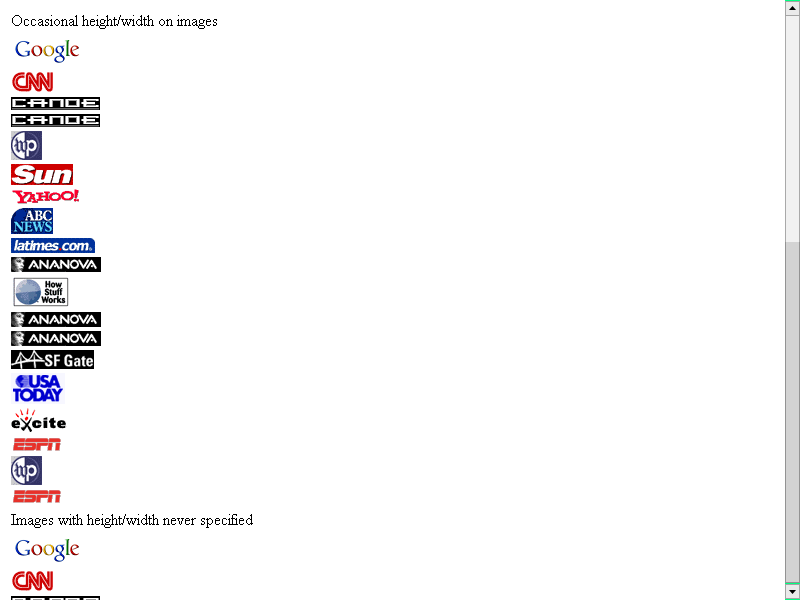 Occasional height/width on images
Google
CNN
CANOE
CANOE
wp
Sun
YAHOO!
ABC
NEWS
latimes.com
ANANOVA
How
Stuff
Works
ANANOVA
ANANOVA
SF Gate
USA
TODAY
excite
ESPN
wp
ESPN
Images with height/width never specified
Google
CNN